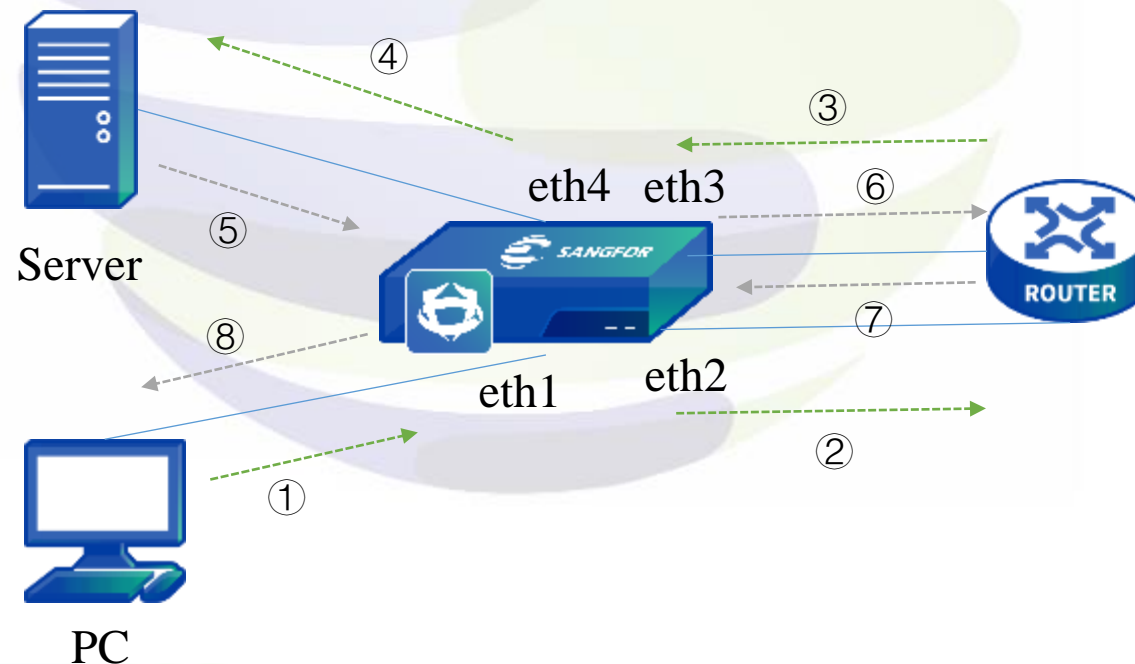 ④
③
eth4 eth3
⑥
⑤
SANGFOR
Server
ROUTER
⑧
⑦
eth1
eth2
②
①
PC